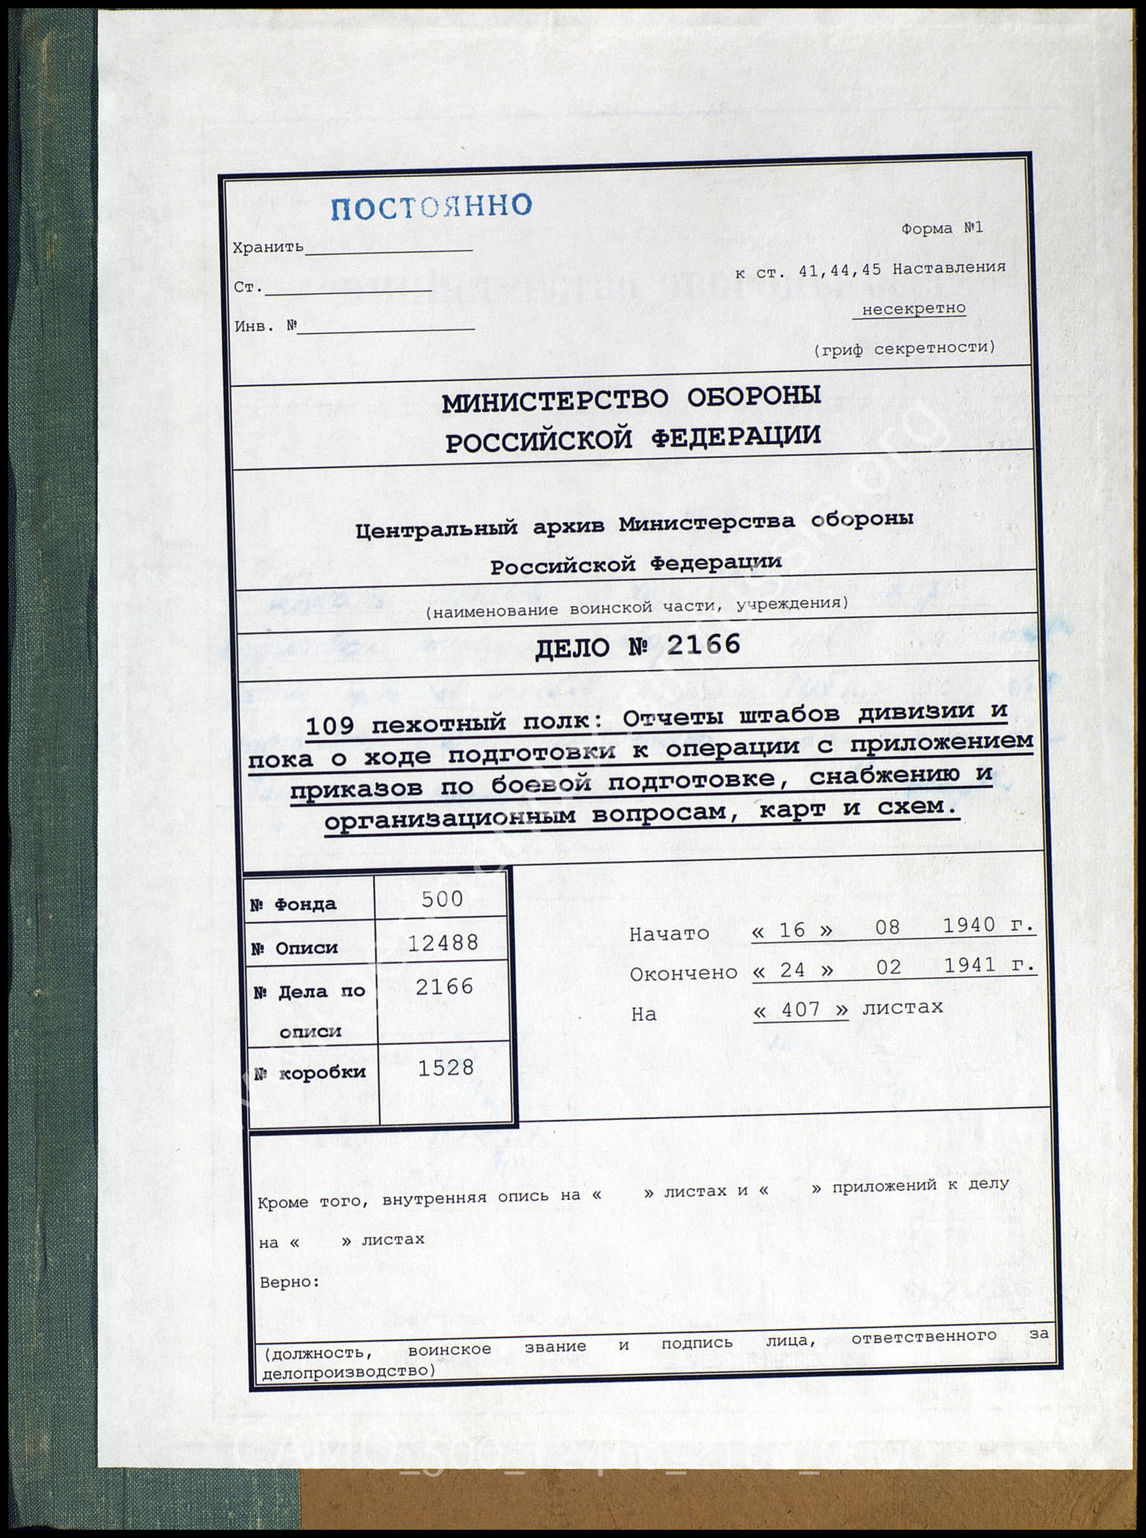 ПОСТОЯННО
Хранить
Форма №1
Ст.
к ст. 41,44,45 Наставления
Инв. №
несекретно
(гриф секретности)
МИНИСТЕРСТВО ОБОРОНЫ
РОССИЙСКОЙ ФЕДЕРАЦИИ
Центральный архив Министерства обороны
Российской Федерации
(наименование воинской части, учреждения)
ДЕЛО № 2166
109 пехотный полк: Отчеты штабов дивизии и
пока о ходе подготовки к операции с приложением
приказов по боевой подготовке, снабжению и
организационным вопросам, карт и схем.
№ Фонда 500
№ Описи 12488
№ Дела по 2166
описи
№ коробки 1528
Начато « 16 » 08 1940 г.
Окончено « 24 » 02 1941 г.
На « 407 » листах
Кроме того, внутренняя опись на « » листах и « » приложений к делу
на « » листах
Верно:
(должность, воинское звание и подпись лица, ответственного за
делопроизводство)